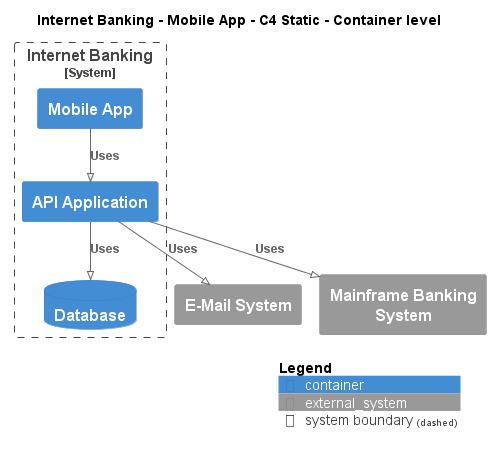 Internet Banking - Mobile App - C4 Static - Container level
Internet Banking
[System]
Mobile App
Uses
API Application
Uses
Uses
Uses
Database
E-Mail System
Mainframe Banking
System
Legend
container
external_system
system boundary (dashed)